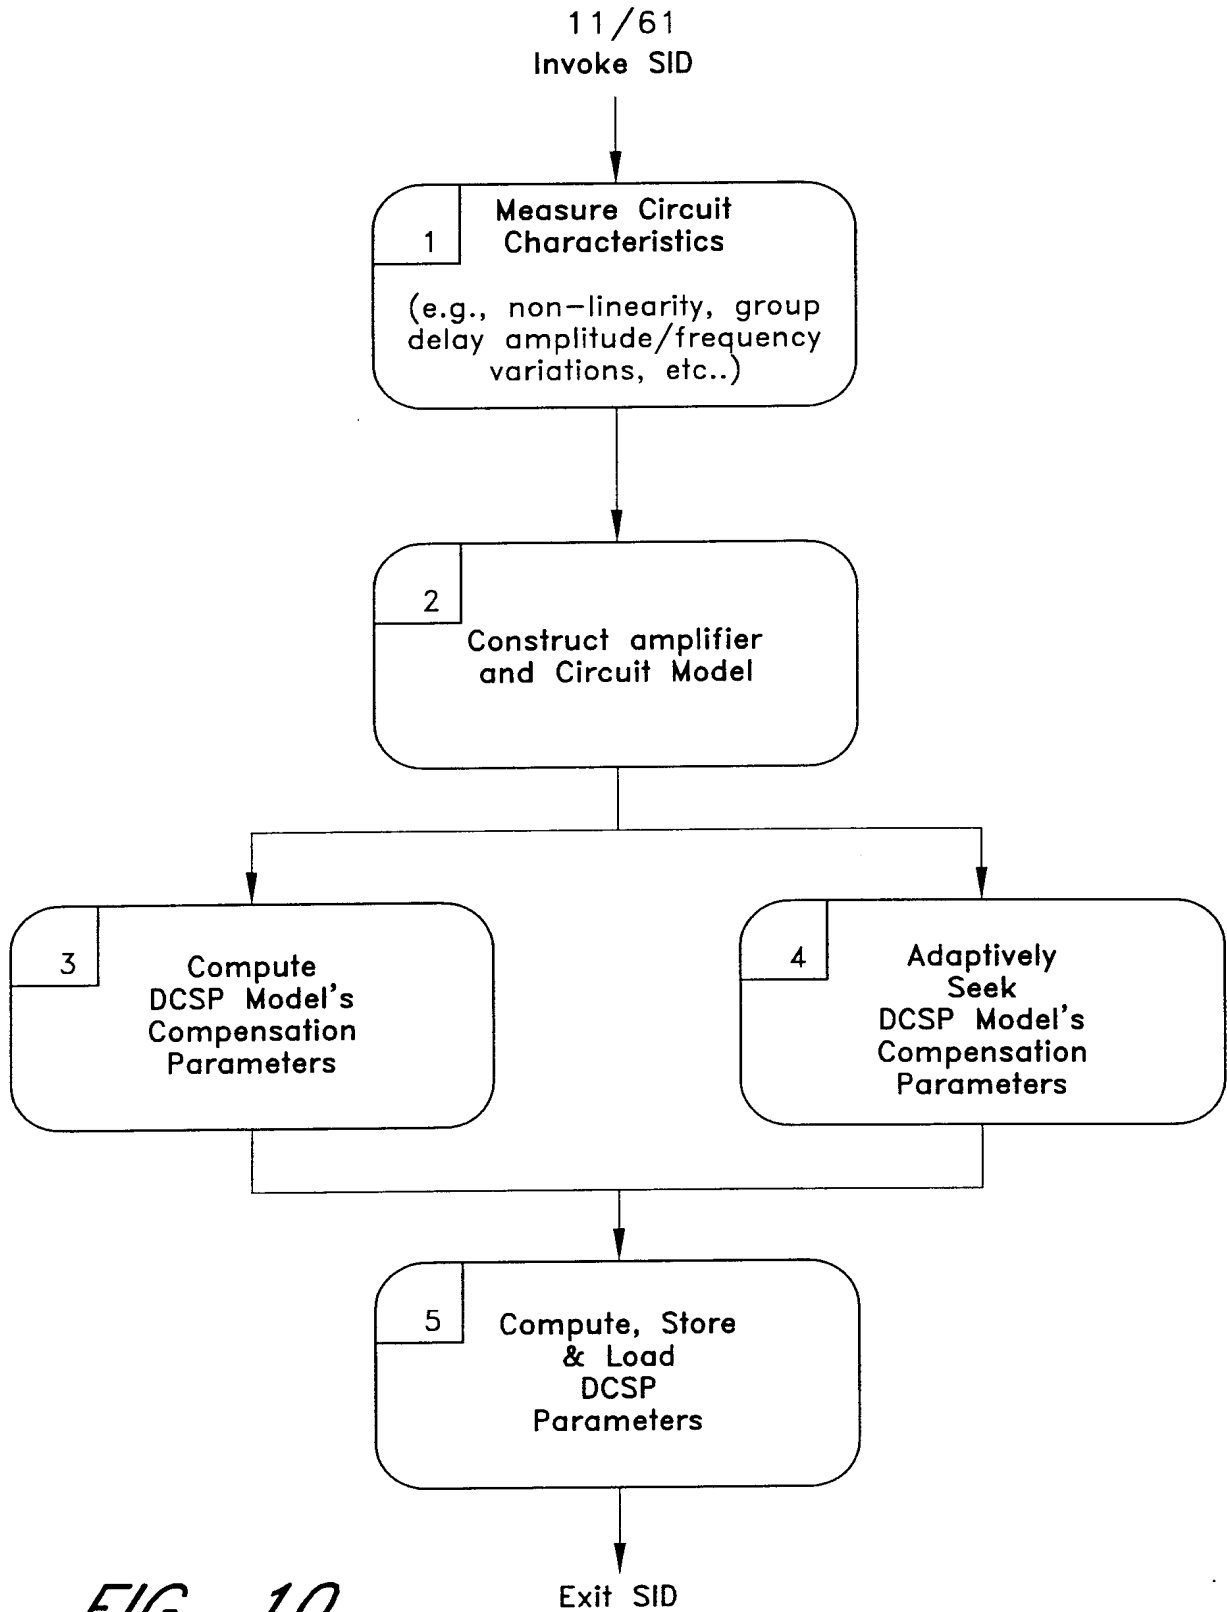 11/61
Invoke SID
1
Measure Circuit
Characteristics
(e.g., non-linearity, group
delay amplitude/frequency
variations, etc..)
2
Construct amplifier
and Circuit Model
3
Compute
DCSP Model's
Compensation
Parameters
4
Adaptively
Seek
DCSP Model's
Compensation
Parameters
5
Compute, Store
& Load
DCSP
Parameters
Exit SID
FIG. 10